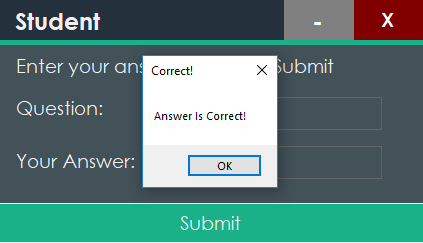 Student - X
Enter your ans Submit
Correct!
Question:
Answer Is Correct!
Your Answer:
OK
Submit